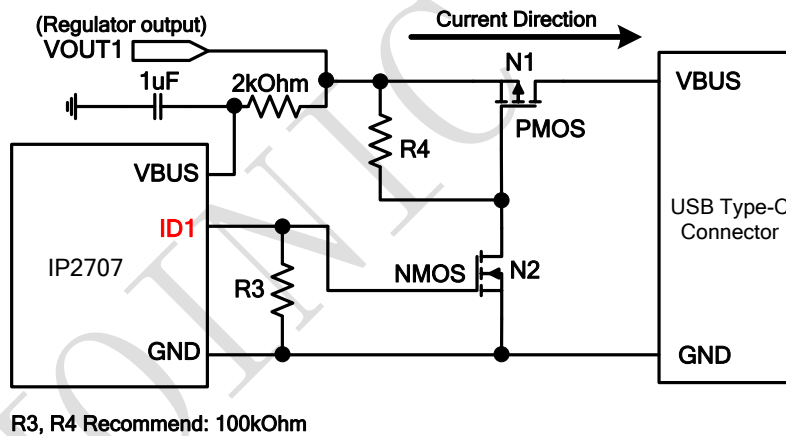 (Regulator output)
VOUT1
Current Direction
1uF
2kOhm
N1
VBUS
PMOS
R4
VBUS
ID1
USB Type-C
Connector
IP2707
R3
NMOS
N2
GND
GND
R3, R4 Recommend: 100kOhm